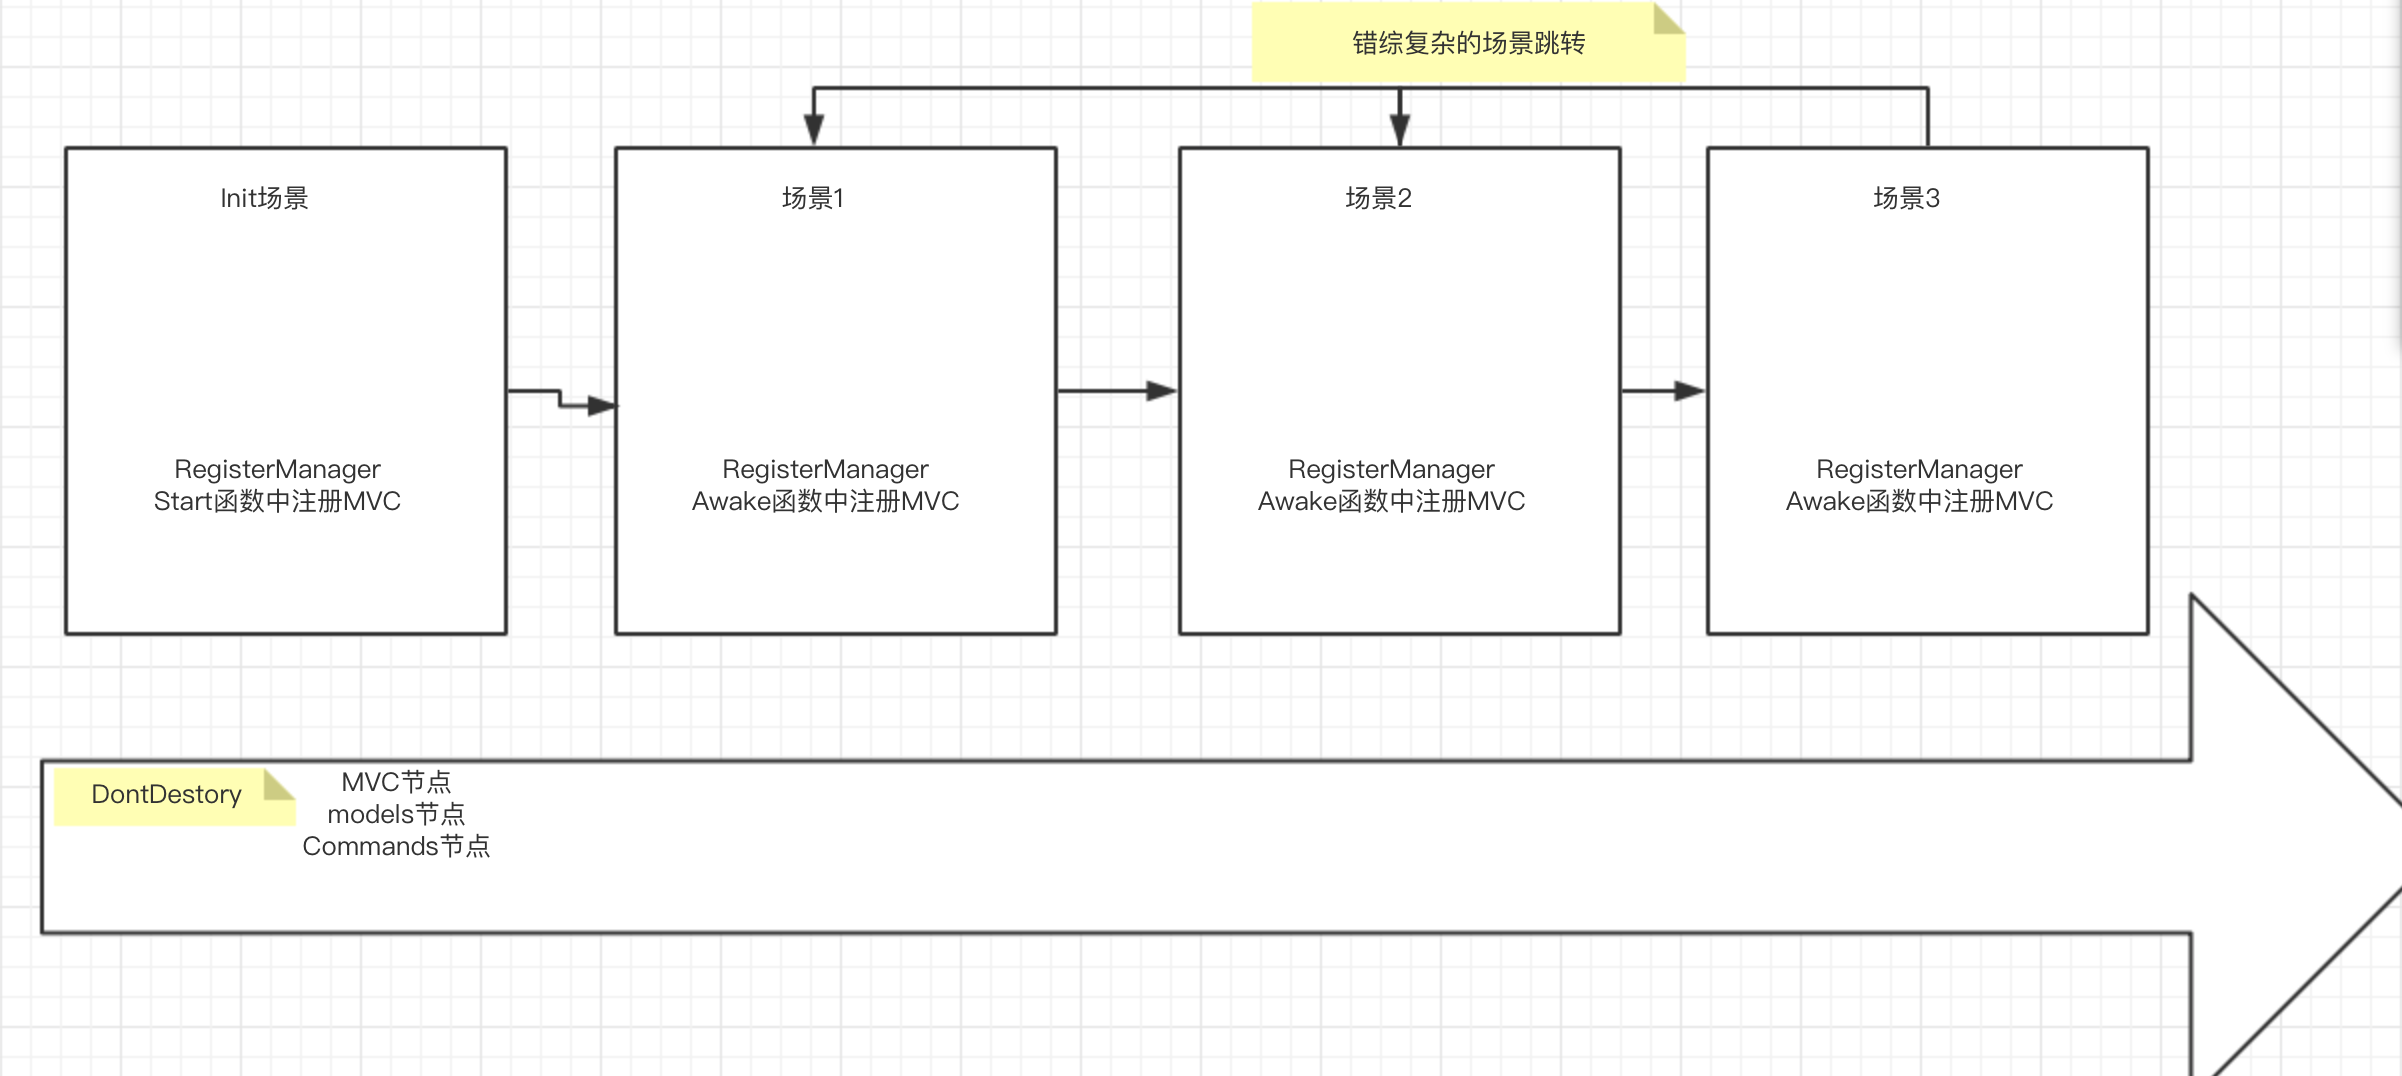 错综复杂的场景跳转
Init场景
场景1
场景2
场景3
RegisterManager
Start函数中注册MVC
RegisterManager
Awake函数中注册MVC
RegisterManager
Awake函数中注册MVC
RegisterManager
Awake函数中注册MVC
DontDestory
MVC节点
models节点
Commands节点